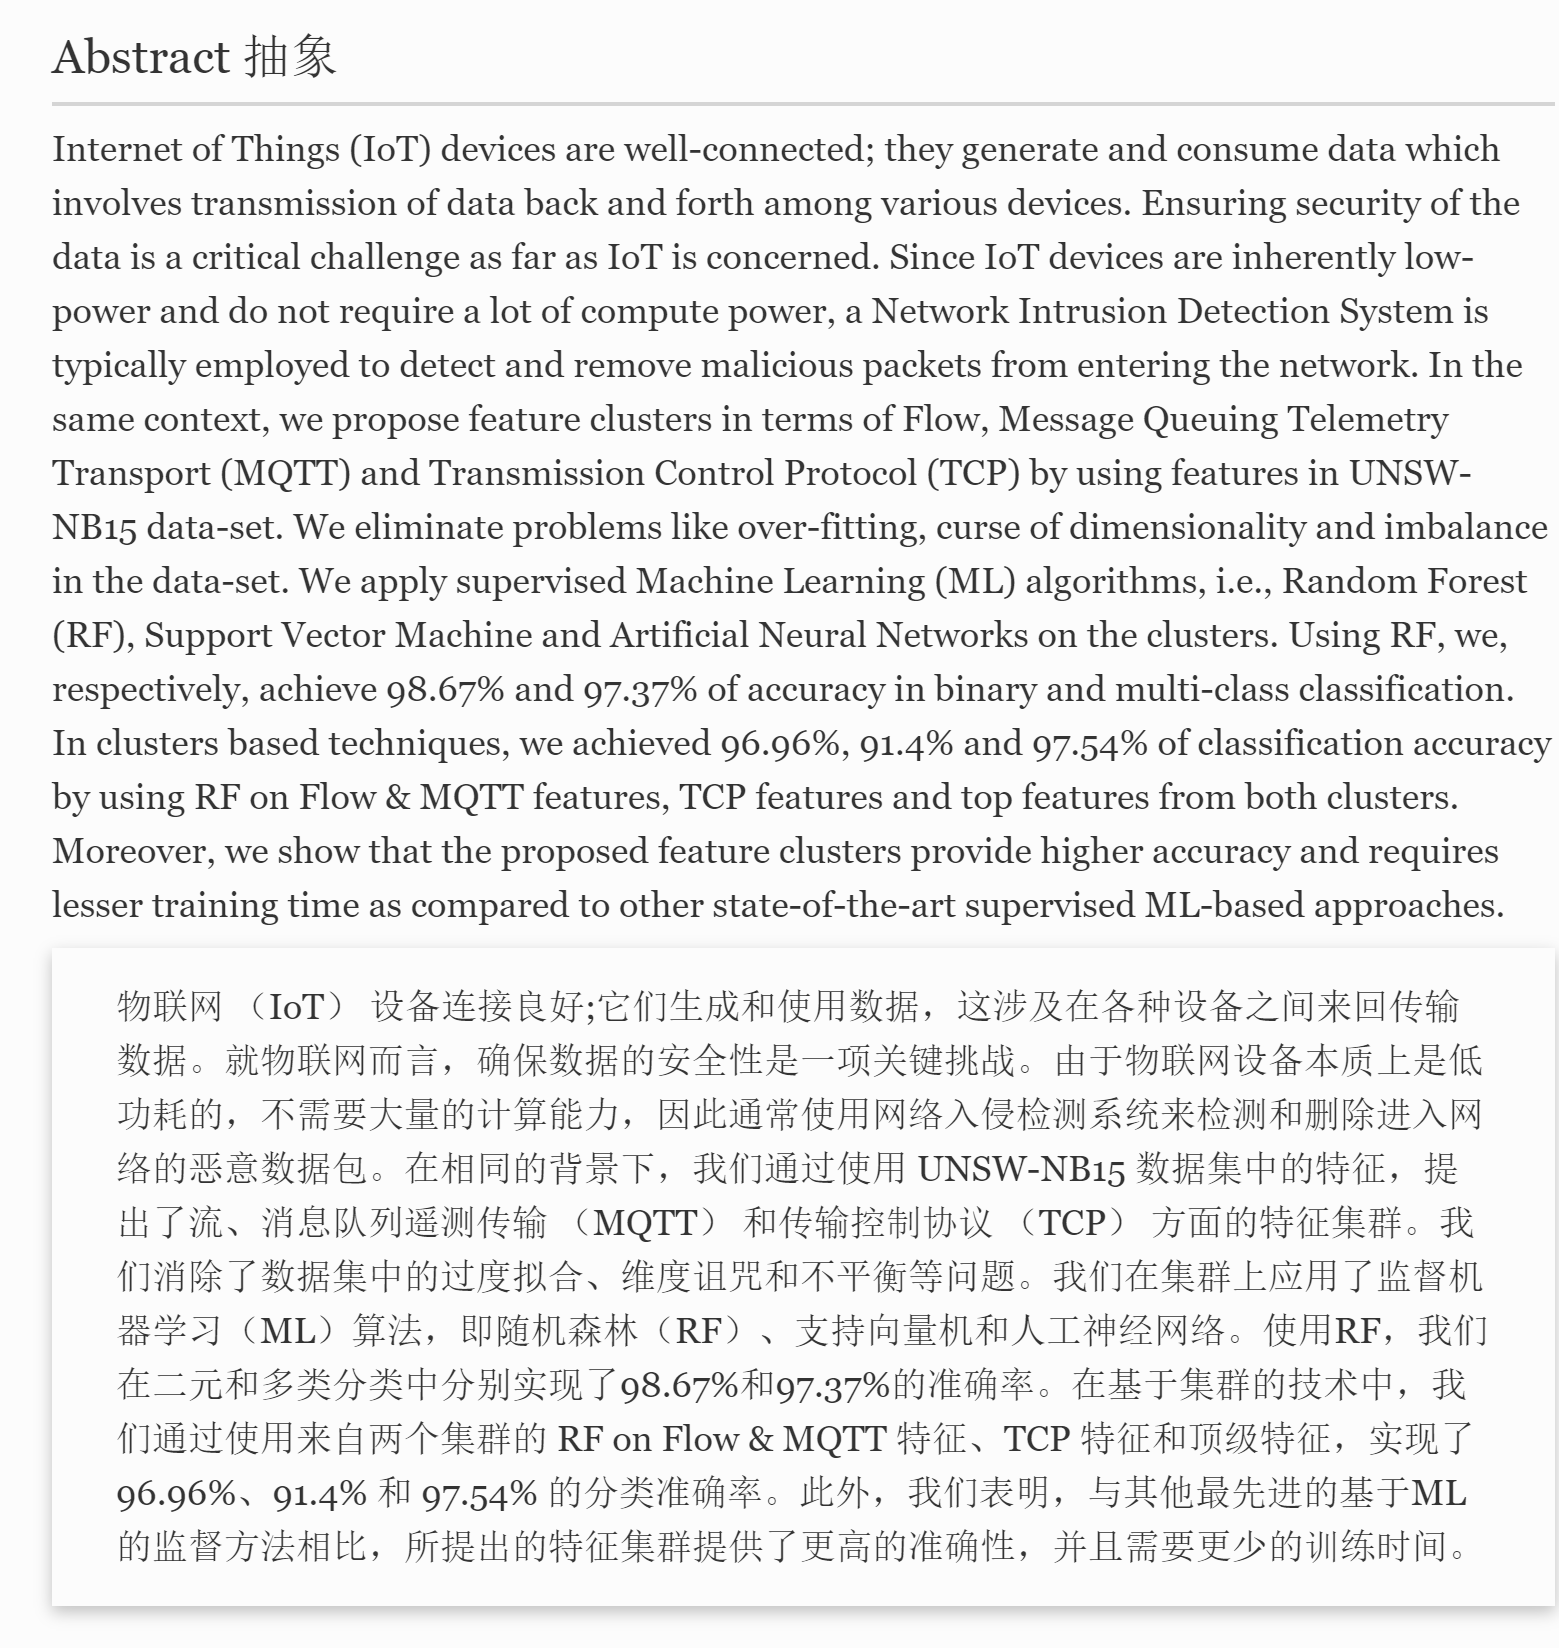 Abstract 抽象
Internet of Things (IoT) devices are well-connected; they generate and consume data which
involves transmission of data back and forth among various devices. Ensuring security of the
data is a critical challenge as far as IoT is concerned. Since IoT devices are inherently low-
power and do not require a lot of compute power, a Network Intrusion Detection System is
typically employed to detect and remove malicious packets from entering the network. In the
same context, we propose feature clusters in terms of Flow, Message Queuing Telemetry
Transport (MQTT) and Transmission Control Protocol (TCP) by using features in UNSW-
NB15 data-set. We eliminate problems like over-fitting, curse of dimensionality and imbalance
in the data-set. We apply supervised Machine Learning (ML) algorithms, i.e., Random Forest
(RF), Support Vector Machine and Artificial Neural Networks on the clusters. Using RF, we,
respectively, achieve 98.67% and 97.37% of accuracy in binary and multi-class classification.
In clusters based techniques, we achieved 96.96%, 91.4% and 97.54% of classification accuracy
by using RF on Flow & MQTT features, TCP features and top features from both clusters.
Moreover, we show that the proposed feature clusters provide higher accuracy and requires
lesser training time as compared to other state-of-the-art supervised ML-based approaches.
物联网 （IoT） 设备连接良好;它们生成和使用数据，这涉及在各种设备之间来回传输
数据。就物联网而言，确保数据的安全性是一项关键挑战。由于物联网设备本质上是低
功耗的，不需要大量的计算能力，因此通常使用网络入侵检测系统来检测和删除进入网
络的恶意数据包。在相同的背景下，我们通过使用 UNSW-NB15 数据集中的特征，提
出了流、消息队列遥测传输 （MQTT） 和传输控制协议 （TCP） 方面的特征集群。我
们消除了数据集中的过度拟合、维度诅咒和不平衡等问题。我们在集群上应用了监督机
器学习（ML）算法，即随机森林（RF）、支持向量机和人工神经网络。使用RF，我们
在二元和多类分类中分别实现了98.67%和97.37%的准确率。在基于集群的技术中，我
们通过使用来自两个集群的 RF on Flow & MQTT 特征、TCP 特征和顶级特征，实现了
96.96%、91.4% 和 97.54% 的分类准确率。此外，我们表明，与其他最先进的基于ML
的监督方法相比，所提出的特征集群提供了更高的准确性，并且需要更少的训练时间。